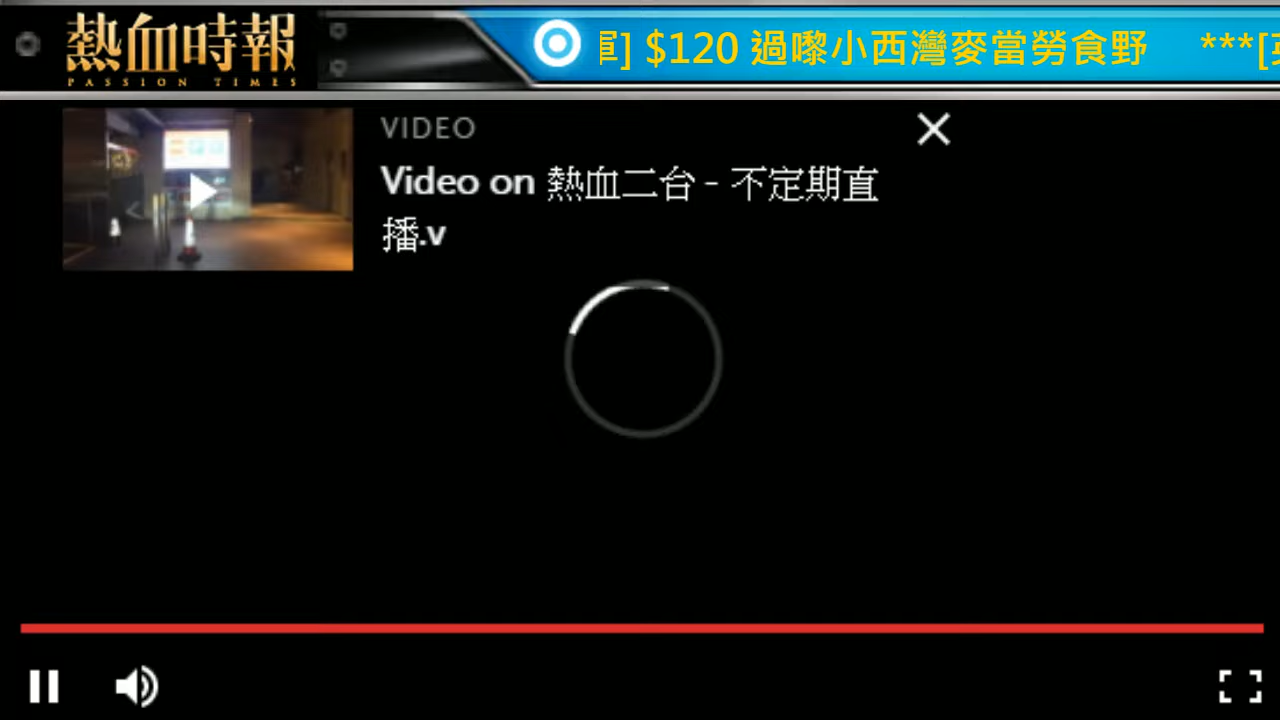 熱血時報
PASSION TIMES
] $120 過嚟小西灣麥當勞食野 ***[
VIDEO
Video on 熱血二台 - 不定期直
播.v